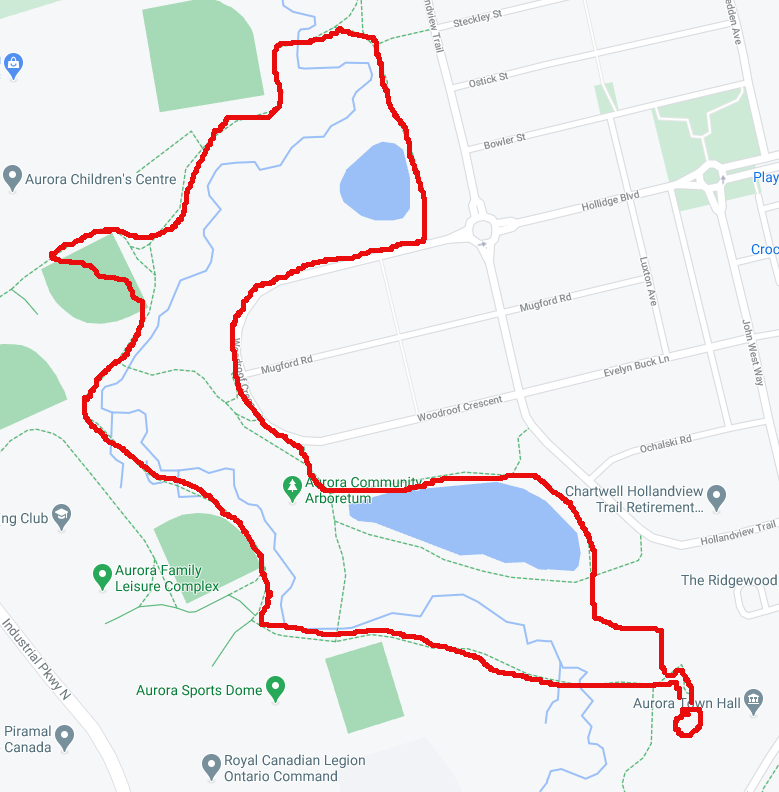 Steckley St
andview Trail
edden Ave
Ostick St
Bowler St
Aurora Children's Centre
Play
Hollidge Blvd
Croc
Luxton Ave
Mugford Rd
John West Way
Mugford Rd
Evelyn Buck Ln
Woodroof Cres
Woodroof Crescent
Ochalski Rd
Aurora Community
Arboretum
Chartwell Hollandview
Trail Retirement...
ng Club
Hollandview Trail
Aurora Family
Leisure Complex
The Ridgewood
Industrial Pkwy N
Aurora Sports Dome
Aurora Town Hall
Piramal
Canada
Royal Canadian Legion
Ontario Command